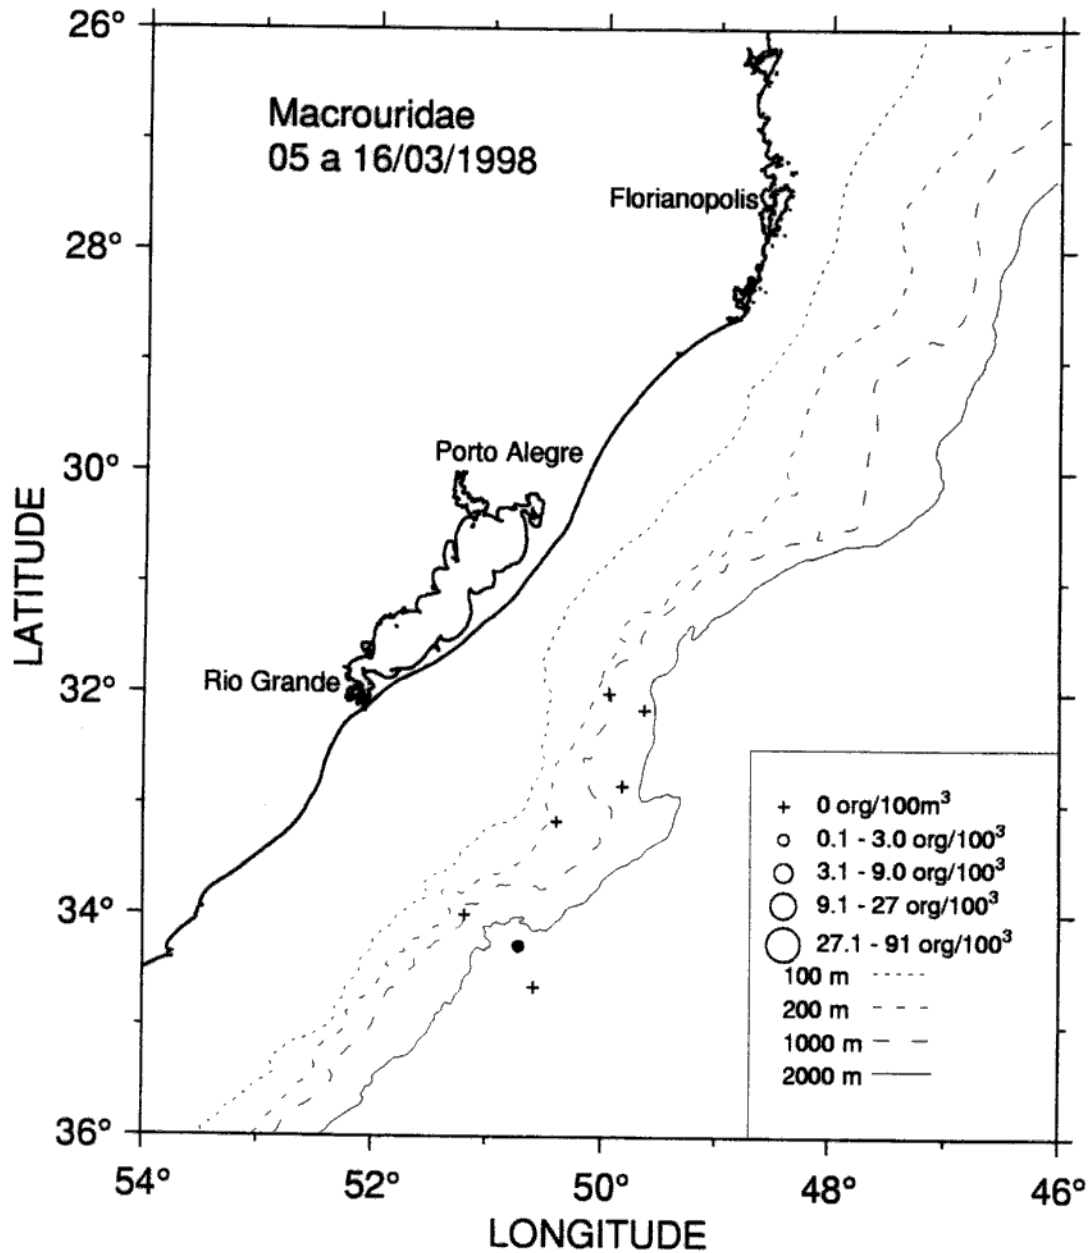 26°
Macrouridae
05 a 16/03/1998
Florianopolis
28°
Porto Alegre
30°
LATITUDE
Rio Grande
32°
+ 0 org/100m³
0.1 - 3.0 org/100³
3.1 - 9.0 org/100³
34°
9.1 - 27 org/100³
27.1 - 91 org/100³
100 m
200 m
1000 m
2000 m
36°
54° 52° 50° 48° 46°
LONGITUDE